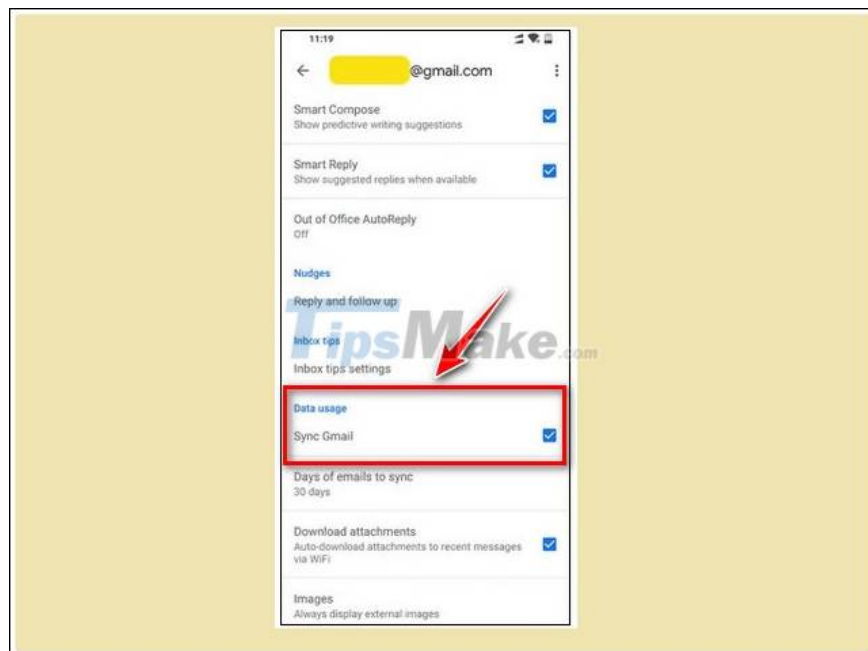 11:19
@gmail.com
Smart Compose
Show predictive writing suggestions
Smart Reply
Show suggested replies when available
Out of Office AutoReply
Off
Nudges
Reply and follow up
TipsMake.com
Inbox tips
Inbox tips settings
Data usage
Sync Gmail
Days of emails to sync
30 days
Download attachments
Auto-download attachments to recent messages
via WiFi
Images
Always display external images